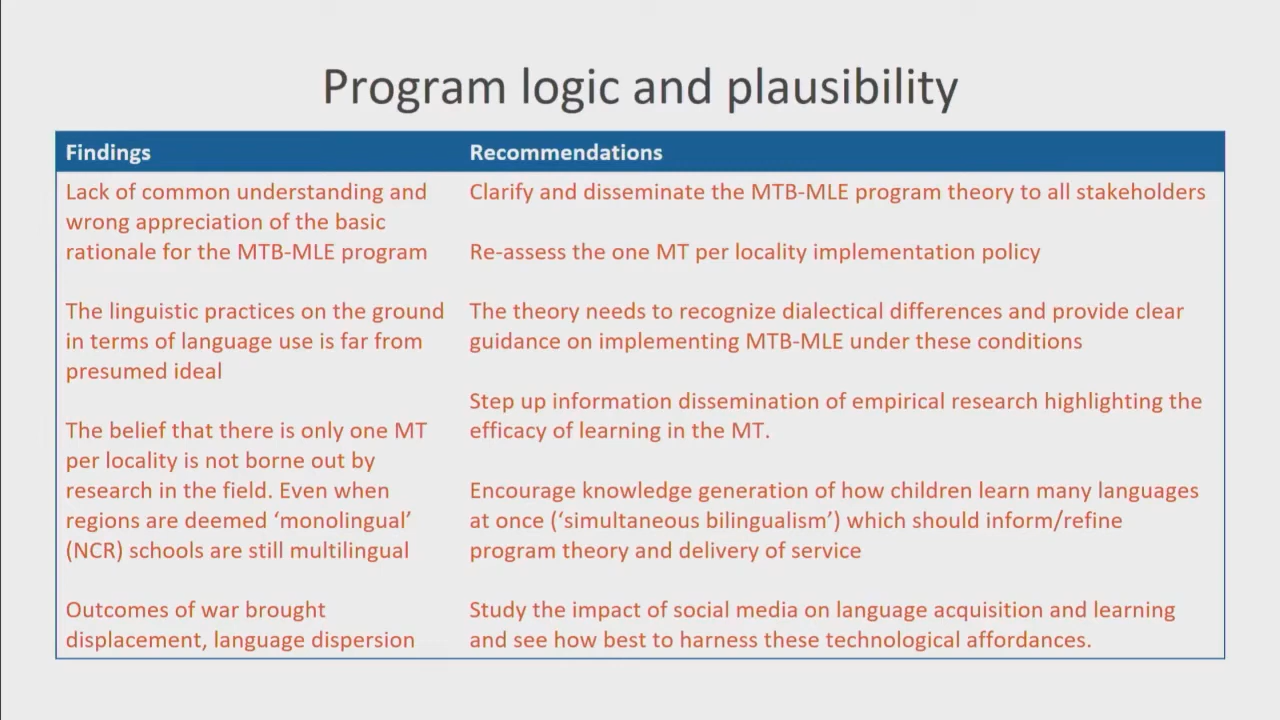 Program logic and plausibility
Findings
Lack of common understanding and
wrong appreciation of the basic
rationale for the MTB-MLE program
The linguistic practices on the ground
in terms of language use is far from
presumed ideal
The belief that there is only one MT
per locality is not borne out by
research in the field. Even when
regions are deemed ‘monolingual’
(NCR) schools are still multilingual
Outcomes of war brought
displacement, language dispersion
Recommendations
Clarify and disseminate the MTB-MLE program theory to all stakeholders
Re-assess the one MT per locality implementation policy
The theory needs to recognize dialectical differences and provide clear
guidance on implementing MTB-MLE under these conditions
Step up information dissemination of empirical research highlighting the
efficacy of learning in the MT.
Encourage knowledge generation of how children learn many languages
at once (‘simultaneous bilingualism’) which should inform/refine
program theory and delivery of service
Study the impact of social media on language acquisition and learning
and see how best to harness these technological affordances.